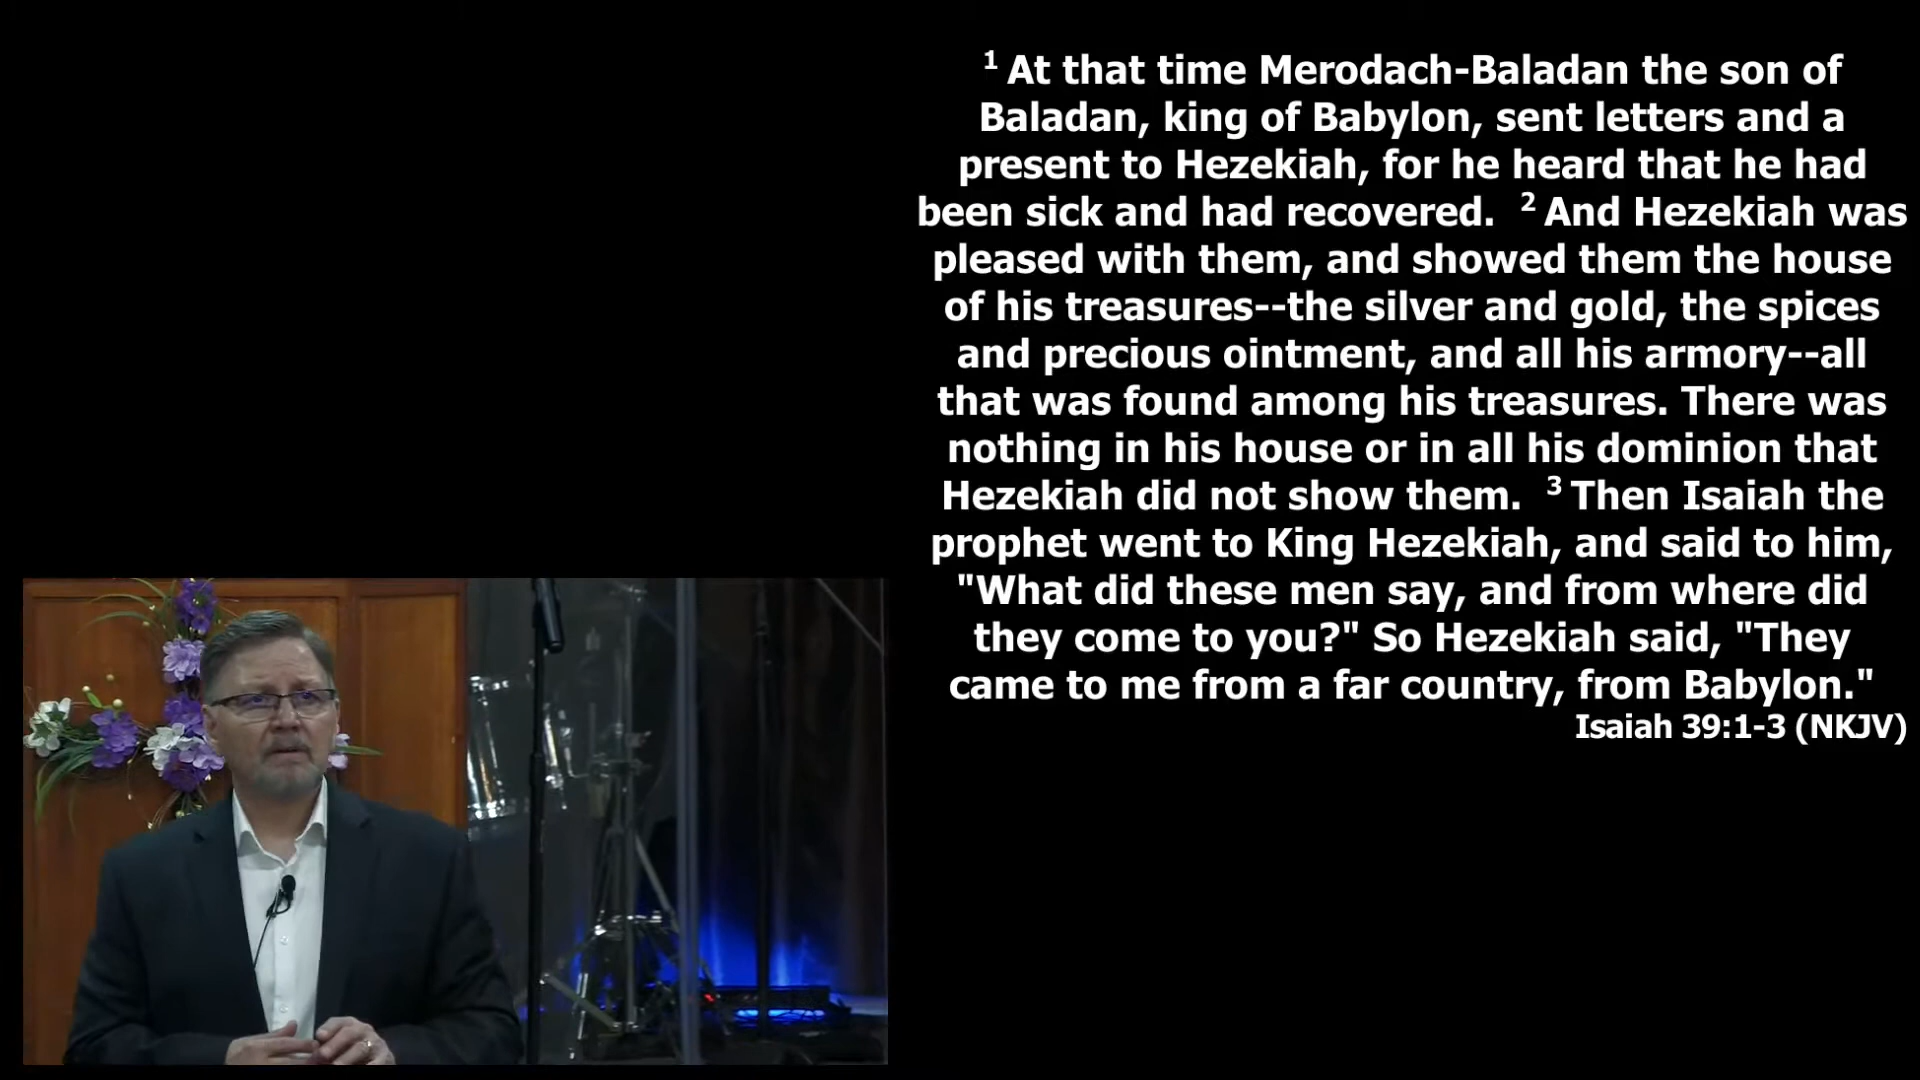 1 At that time Merodach-Baladan the son of
Baladan, king of Babylon, sent letters and a
present to Hezekiah, for he heard that he had
been sick and had recovered. 2 And Hezekiah was
pleased with them, and showed them the house
of his treasures--the silver and gold, the spices
and precious ointment, and all his armory--all
that was found among his treasures. There was
nothing in his house or in all his dominion that
Hezekiah did not show them. 3 Then Isaiah the
prophet went to King Hezekiah, and said to him,
"What did these men say, and from where did
they come to you?" So Hezekiah said, "They
came to me from a far country, from Babylon."
Isaiah 39:1-3 (NKJV)